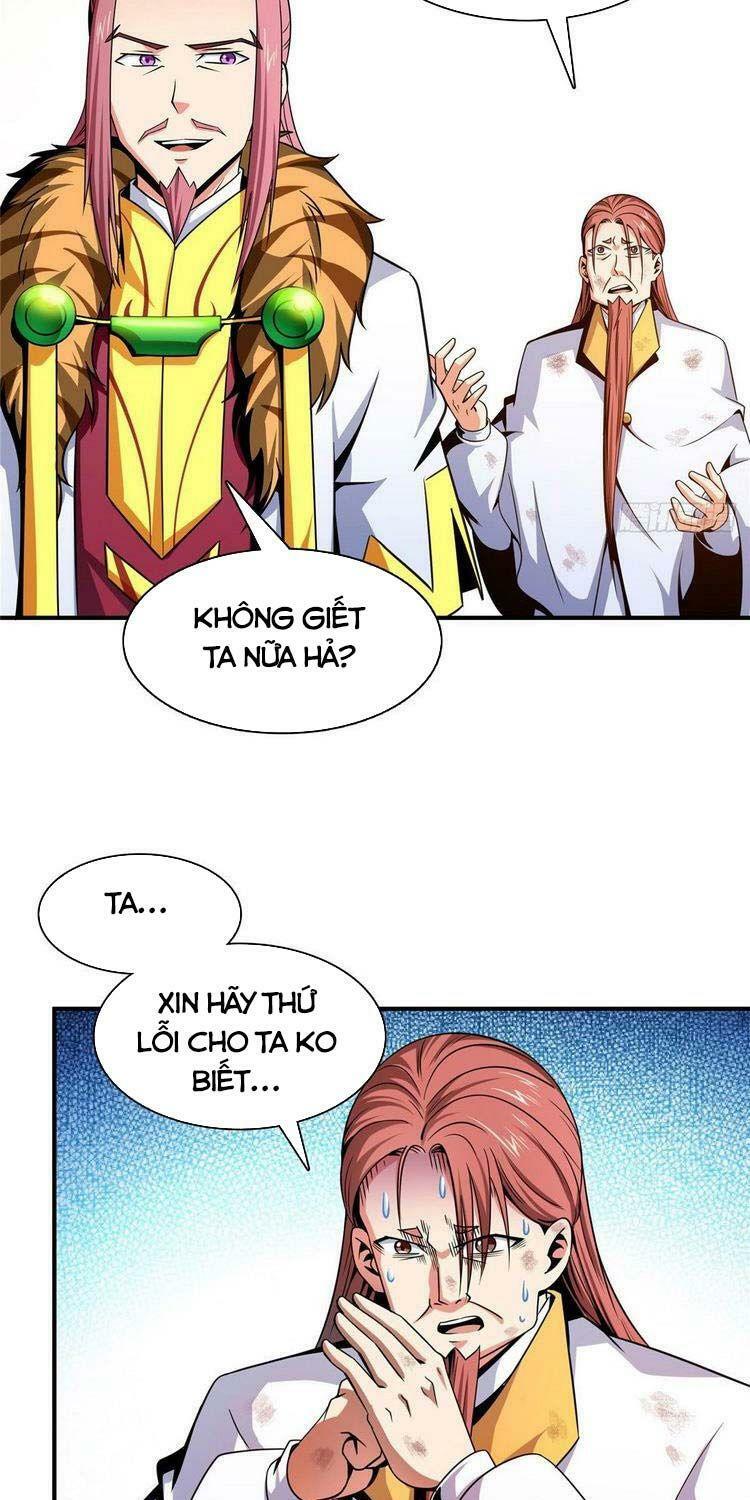 KHÔNG GIẾT
TA NỮA HẢ?
TA...
XIN HÃY THỨ
LỖI CHO TA KO
BIẾT...